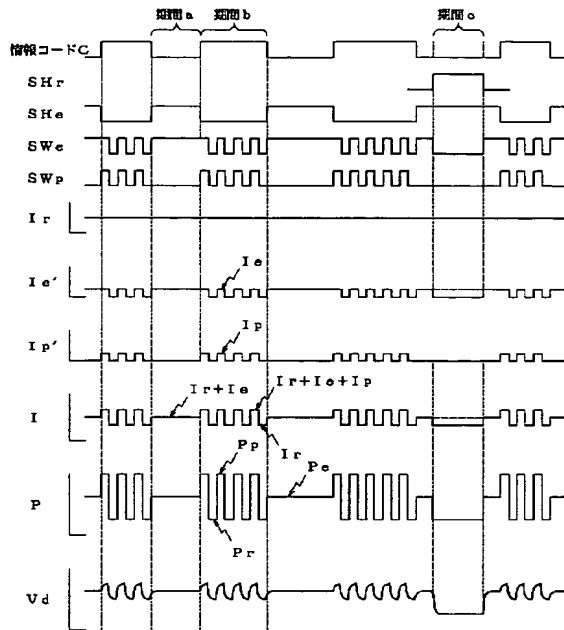 期間a 期間b 期間c
情報コードC
SHr
SHe
SWe
SWp
Ir
Ie'
Ie
Ip'
Ip
Ir+Ie
Ir+Ie+Ip
I
Ir
Pp
Pe
P
Pr
Vd